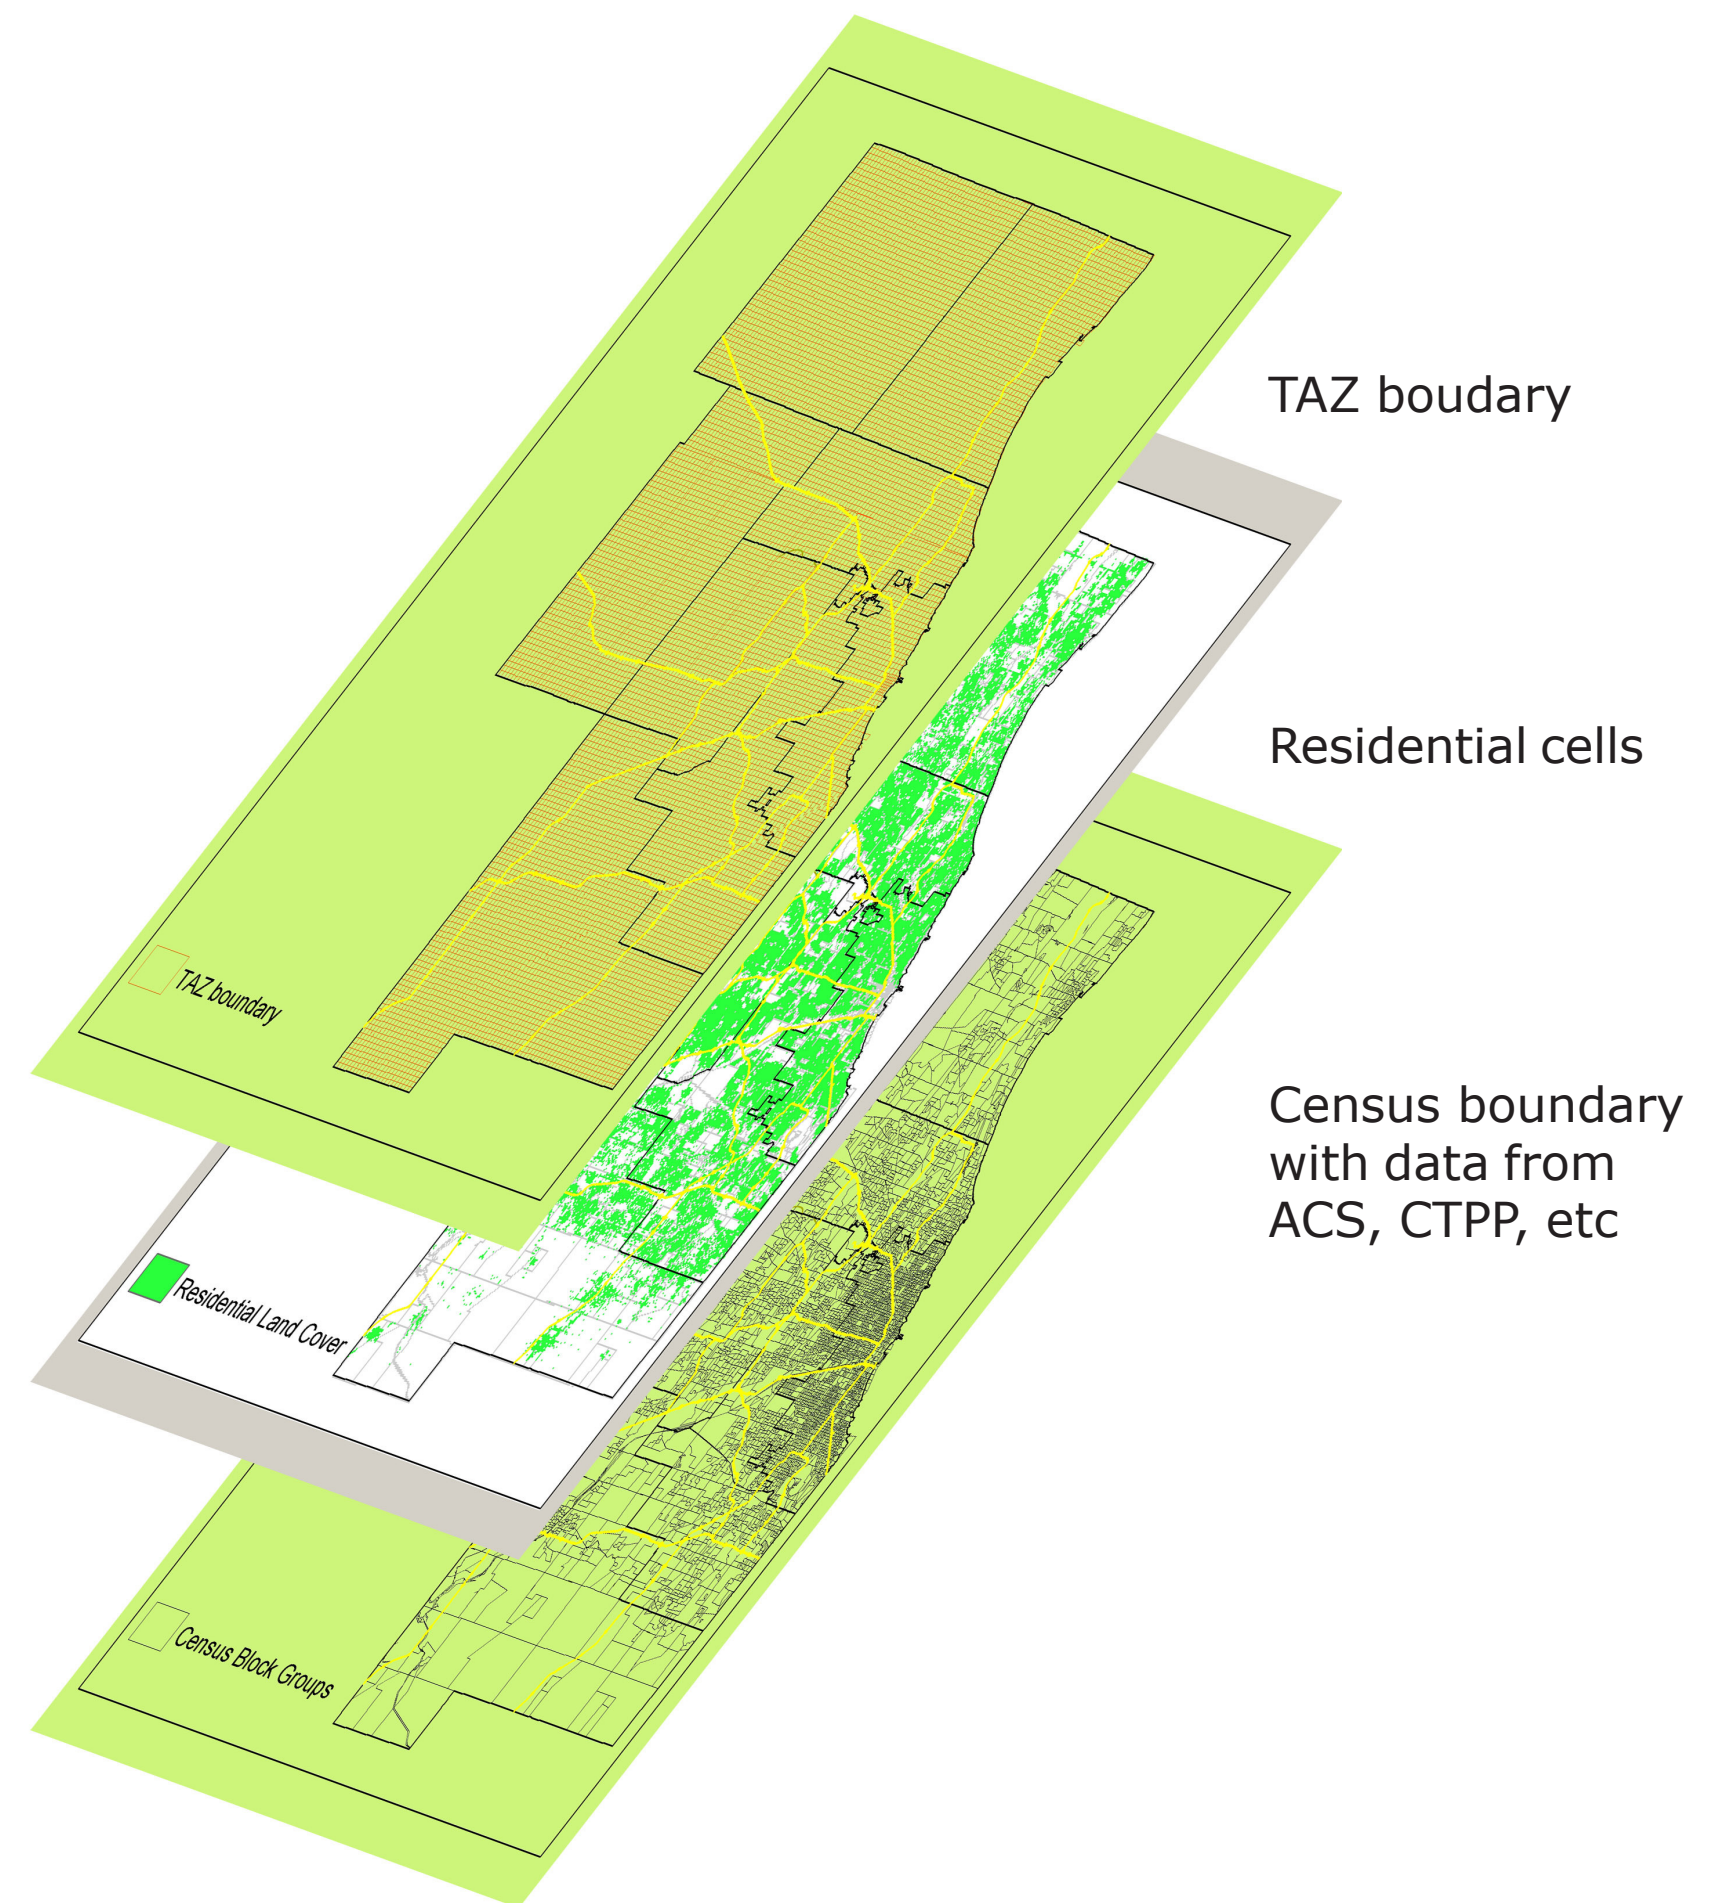 TAZ boudary
Residential cells
TAZ boundary
Census boundary
with data from
ACS, CTPP, etc
Residential Land Cover
Census Block Groups